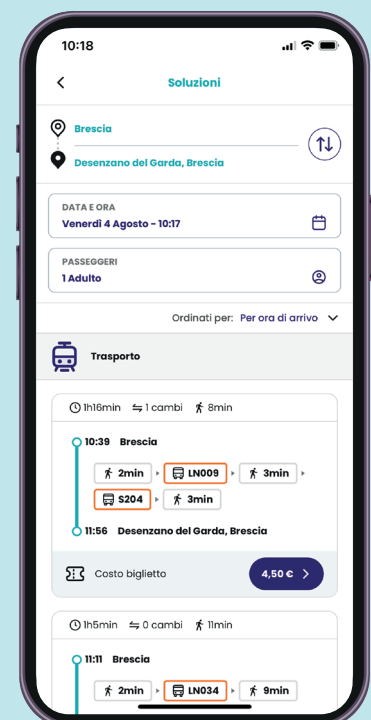 10:18
Soluzioni
Brescia
Desenzano del Garda, Brescia
DATA E ORA
Venerdì 4 Agosto - 10:17
PASSEGGERI
1 Adulto
Ordinati per: Per ora di arrivo
Trasporto
1h16min 1 cambi 8min
10:39 Brescia
2min LN009 3min
S204 3min
11:56 Desenzano del Garda, Brescia
Costo biglietto 4,50 €
1h5min 0 cambi 11min
11:11 Brescia
2min LN034 9min